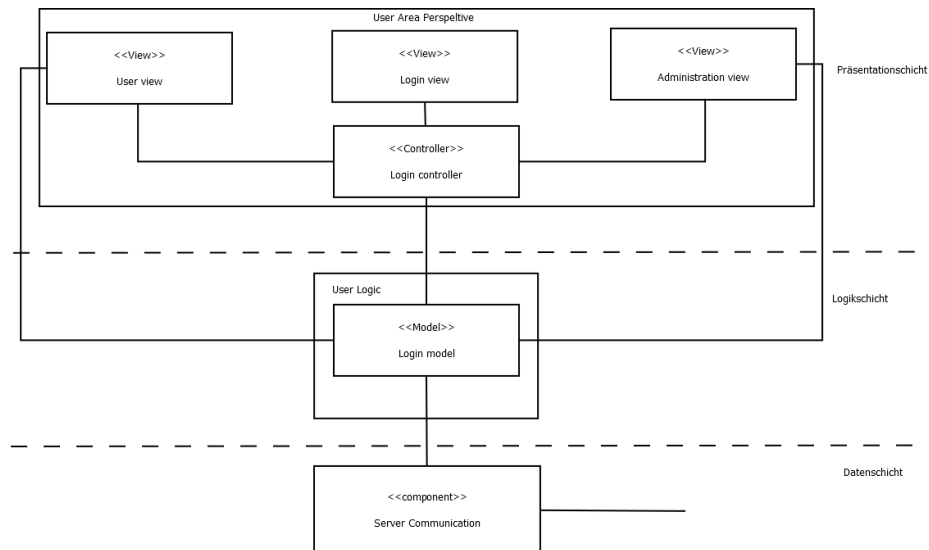 User Area Perspeltive
<<View>>
User view
<<View>>
Login view
<<View>>
Administration view
Präsentationschicht
<<Controller>>
Login controller
User Logic
Logikschicht
<<Model>>
Login model
Datenschicht
<<component>>
Server Communication